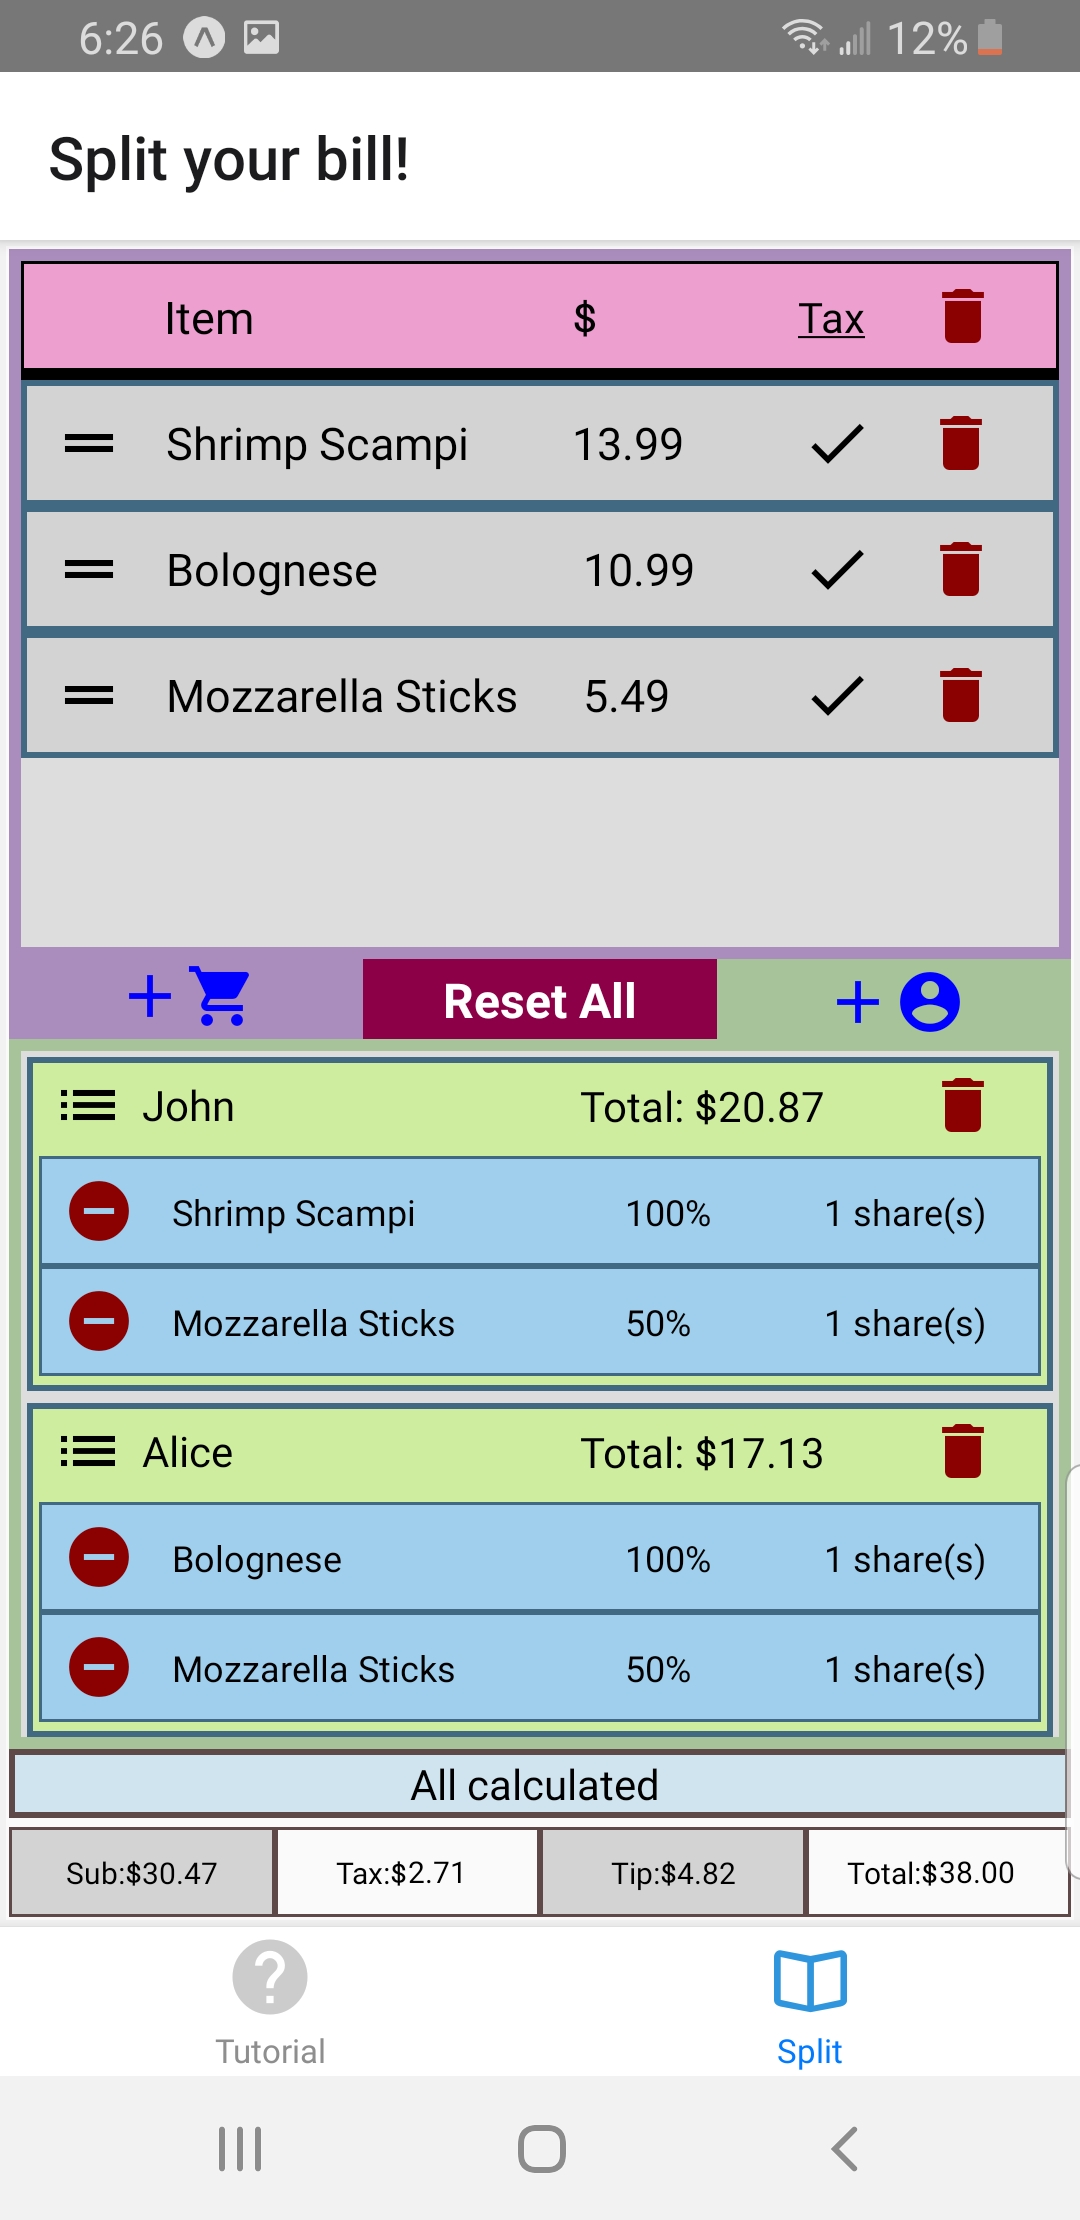 6:26 12%
Split your bill!
Item $ Tax
Shrimp Scampi 13.99
Bolognese 10.99
Mozzarella Sticks 5.49
+ Reset All +
John Total: $20.87
Shrimp Scampi 100% 1 share(s)
Mozzarella Sticks 50% 1 share(s)
Alice Total: $17.13
Bolognese 100% 1 share(s)
Mozzarella Sticks 50% 1 share(s)
All calculated
Sub:$30.47 Tax:$2.71 Tip:$4.82 Total:$38.00
Tutorial Split